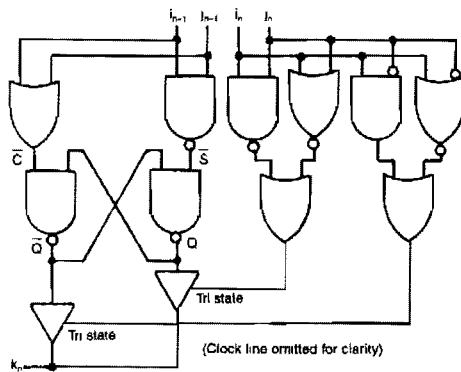 i_{n-1} j_{n-1} i_n j_n
C̅ S̅
Q̅ Q
Tri state
Tri state
k_n
(Clock line omitted for clarity)